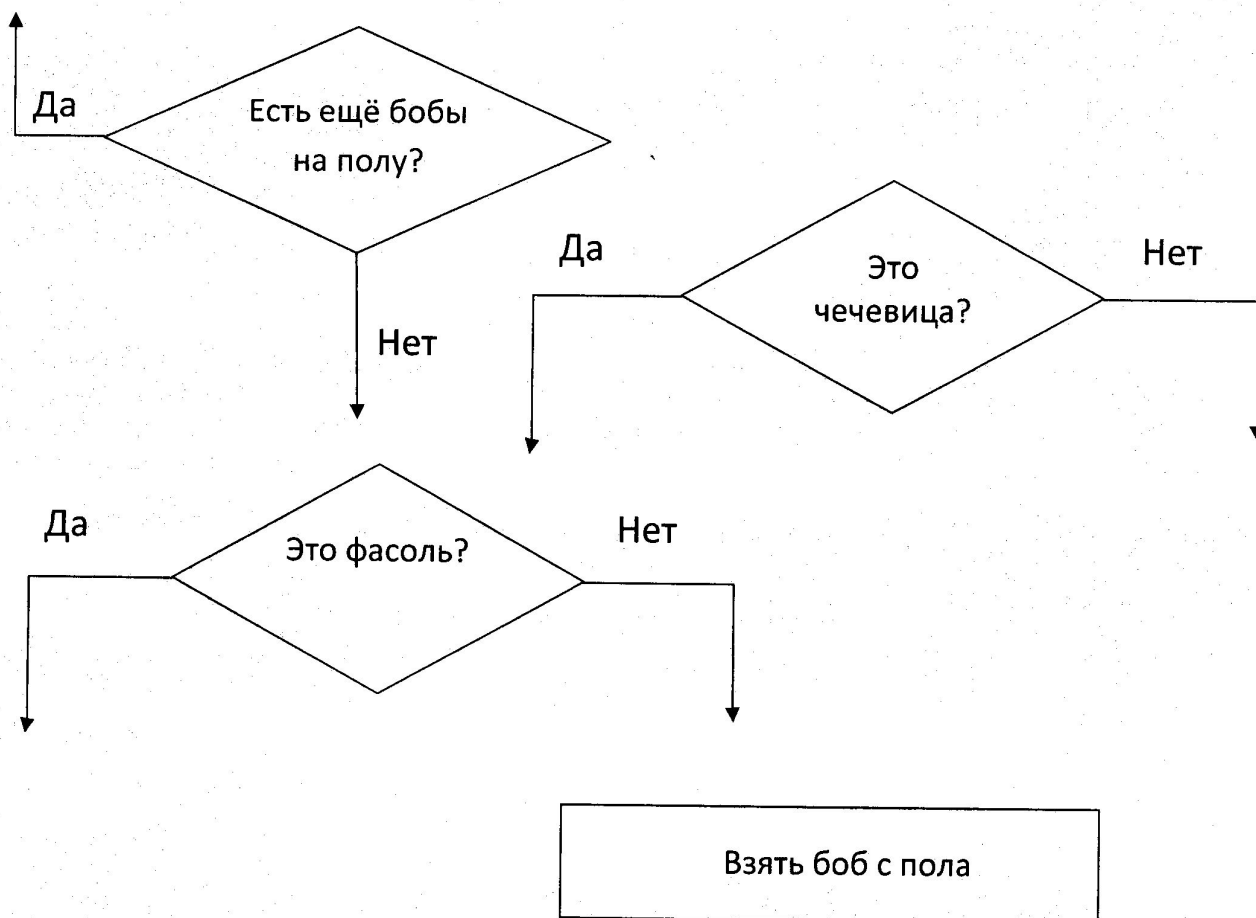 Да
Есть ещё бобы
на полу?
Нет
Да
Это
чечевица?
Нет
Да
Это фасоль?
Нет
Взять боб с пола